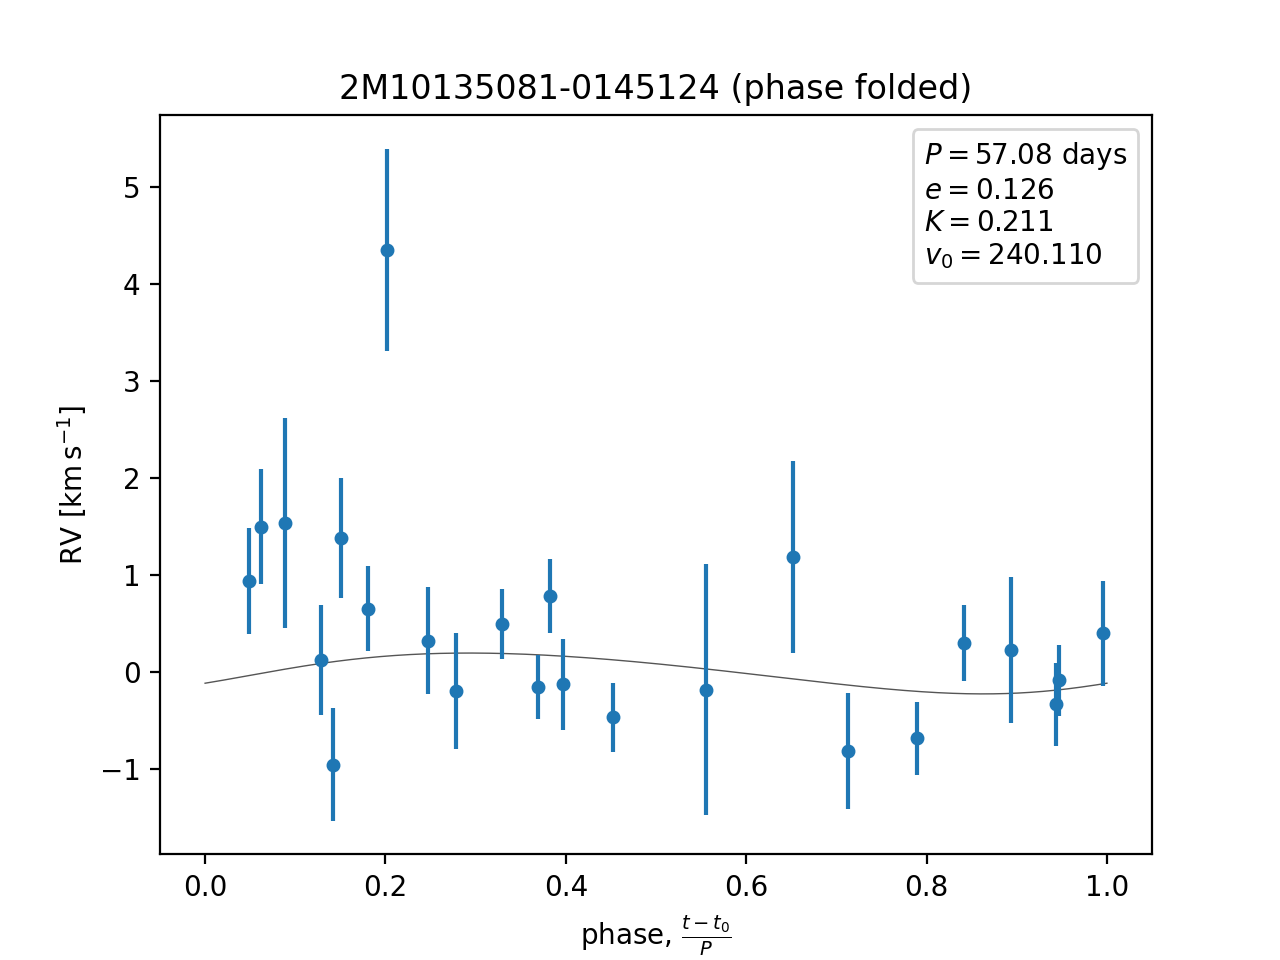 2M10135081-0145124 (phase folded)
P = 57.08 days
e = 0.126
K = 0.211
v₀ = 240.110
5
4
3
2
1
0
−1
RV [km s⁻¹]
0.0 0.2 0.4 0.6 0.8 1.0
phase, (t − t₀)/P